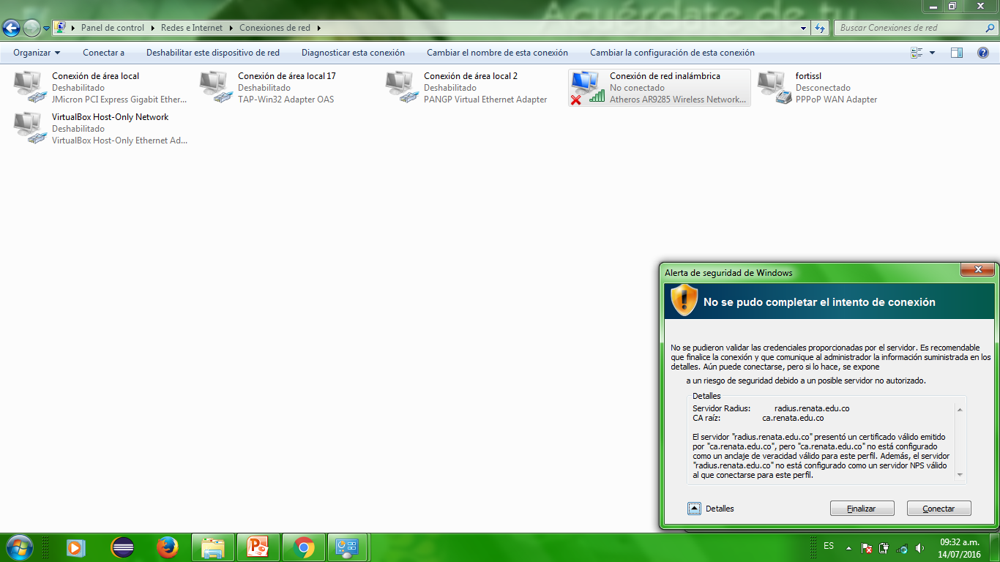 Acuérdate de tu
Panel de control
Redes e Internet
Conexiones de red
Buscar Conexiones de red
Organizar
Conectar a
Deshabilitar este dispositivo de red
Diagnosticar esta conexión
Cambiar el nombre de esta conexión
Cambiar la configuración de esta conexión
Conexión de área local
Deshabilitado
JMicron PCI Express Gigabit Ether...
Conexión de área local 17
Deshabilitado
TAP-Win32 Adapter OAS
Conexión de área local 2
Deshabilitado
PANGP Virtual Ethernet Adapter
Conexión de red inalámbrica
No conectado
Atheros AR9285 Wireless Network...
fortissl
Desconectado
PPPoP WAN Adapter
VirtualBox Host-Only Network
Deshabilitado
VirtualBox Host-Only Ethernet Ad...
Alerta de seguridad de Windows
No se pudo completar el intento de conexión
No se pudieron validar las credenciales proporcionadas por el servidor. Es recomendable
que finalice la conexión y que comunique al administrador la información suministrada en los
detalles. Aún puede conectarse, pero si lo hace, se expone
a un riesgo de seguridad debido a un posible servidor no autorizado.
Detalles
Servidor Radius: radius.renata.edu.co
CA raíz: ca.renata.edu.co
El servidor "radius.renata.edu.co" presentó un certificado válido emitido
por "ca.renata.edu.co", pero "ca.renata.edu.co" no está configurado
como un anclaje de veracidad válido para este perfil. Además, el servidor
"radius.renata.edu.co" no está configurado como un servidor NPS válido
al que conectarse para este perfil.
Detalles
Finalizar
Conectar
ES
09:32 a.m.
14/07/2016